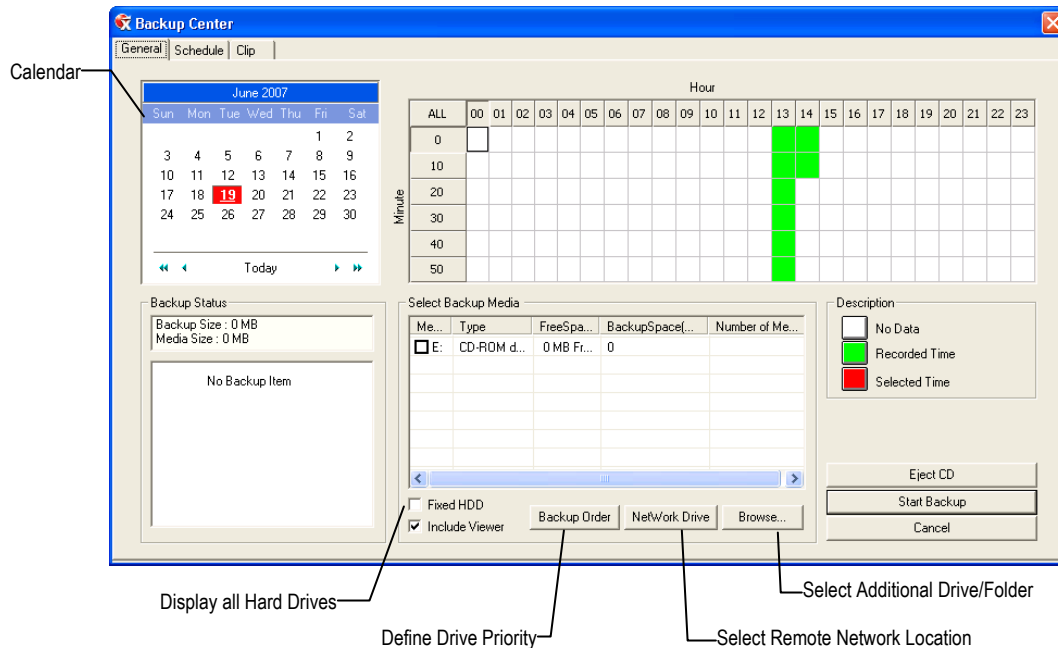 Backup Center
General Schedule Clip
Calendar
June 2007
Sun Mon Tue Wed Thu Fri Sat
1 2
3 4 5 6 7 8 9
10 11 12 13 14 15 16
17 18 19 20 21 22 23
24 25 26 27 28 29 30
Today
Hour
ALL 00 01 02 03 04 05 06 07 08 09 10 11 12 13 14 15 16 17 18 19 20 21 22 23
Minute
0
10
20
30
40
50
Backup Status
Backup Size : 0 MB
Media Size : 0 MB
No Backup Item
Select Backup Media
Me... Type FreeSpa... BackupSpace(... Number of Me...
E: CD-ROM d... 0 MB Fr... 0
Fixed HDD
Include Viewer
Backup Order NetWork Drive Browse...
Description
No Data
Recorded Time
Selected Time
Eject CD
Start Backup
Cancel
Display all Hard Drives
Select Additional Drive/Folder
Define Drive Priority
Select Remote Network Location